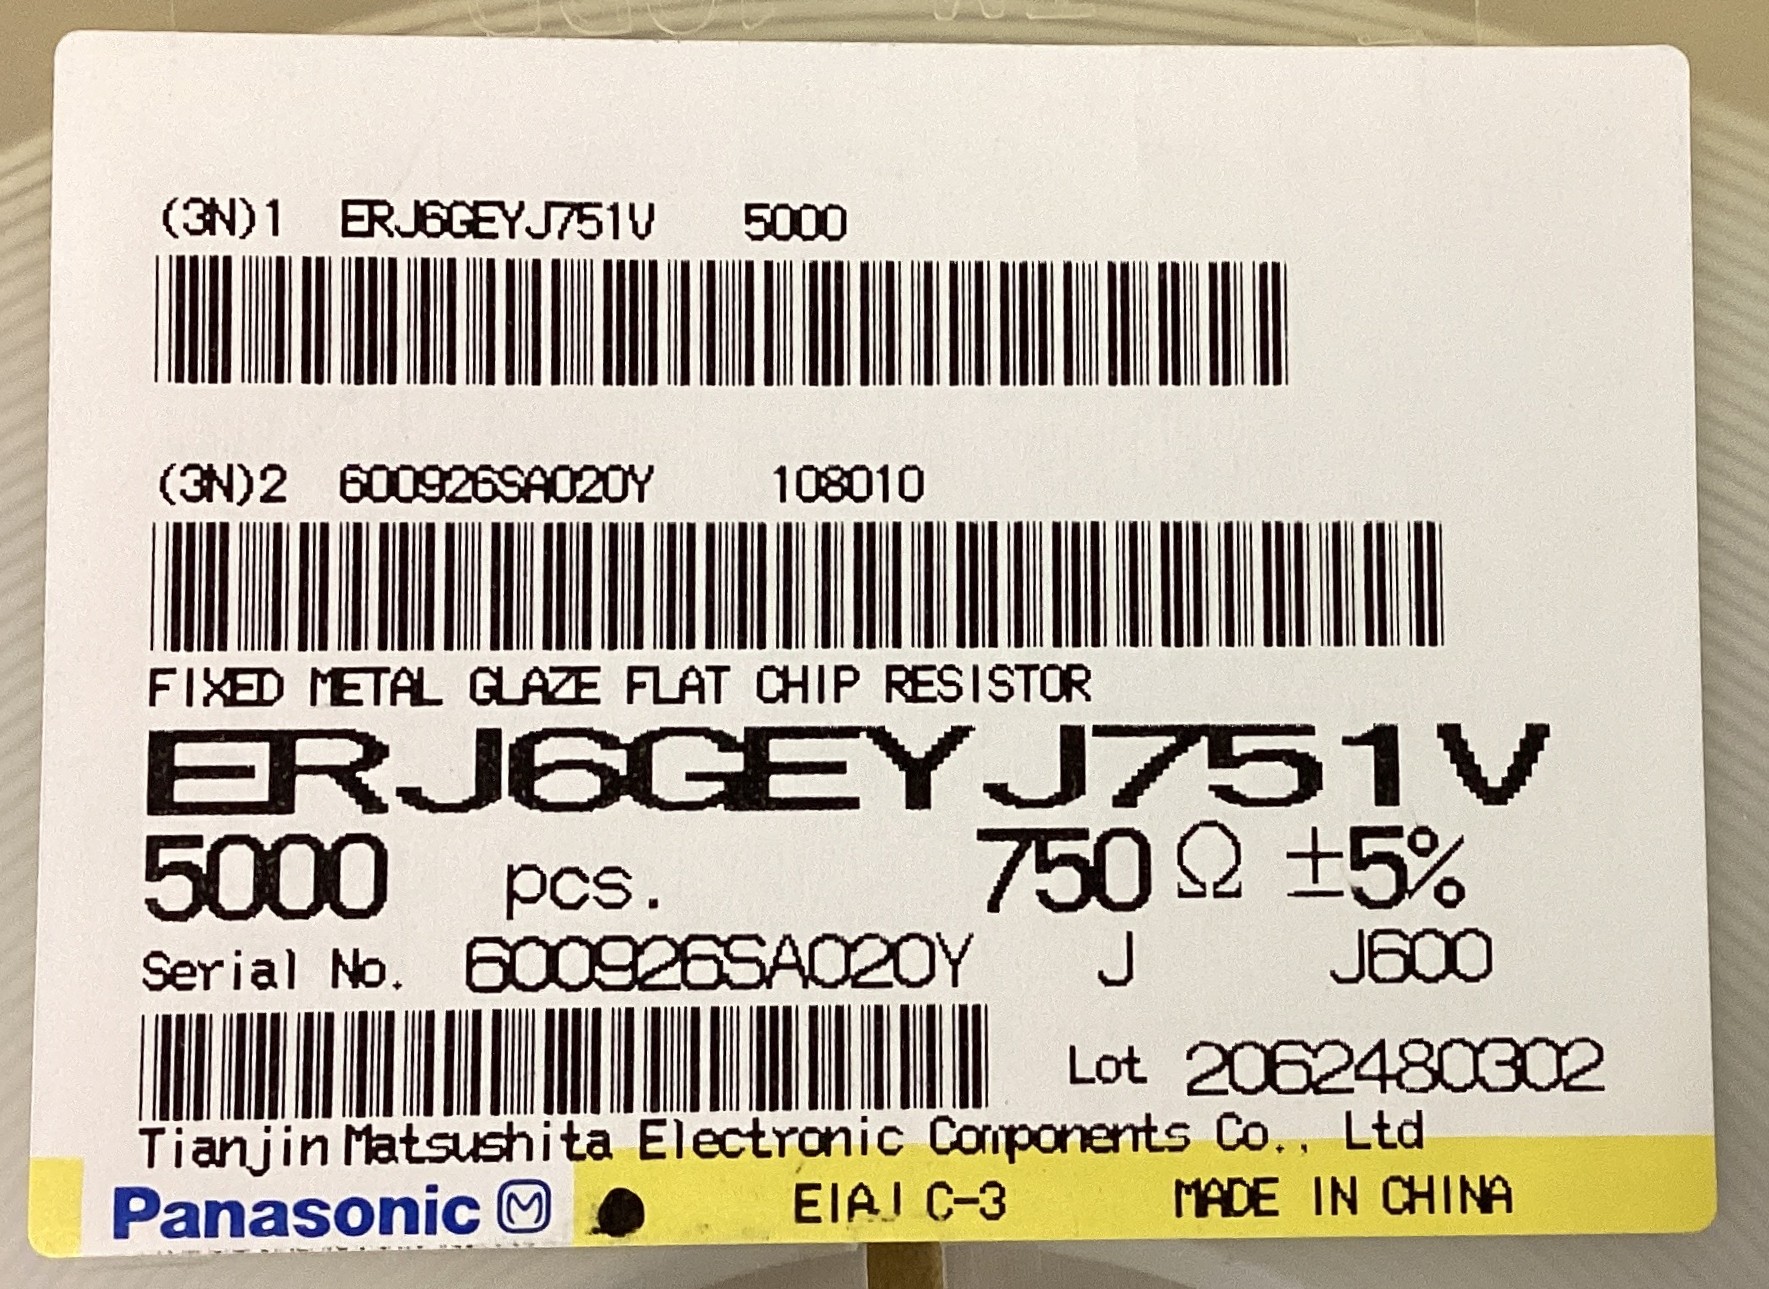 (3N)1 ERJ6GEYJ751V 5000
(3N)2 600926SA020Y 108010
FIXED METAL GLAZE FLAT CHIP RESISTOR
ERJ6GEYJ751V
5000 pcs. 750 Ω ±5%
Serial No. 600926SA020Y J J600
Lot 2062480302
Tianjin Matsushita Electronic Components Co., Ltd
Panasonic M EIAJ C-3 MADE IN CHINA